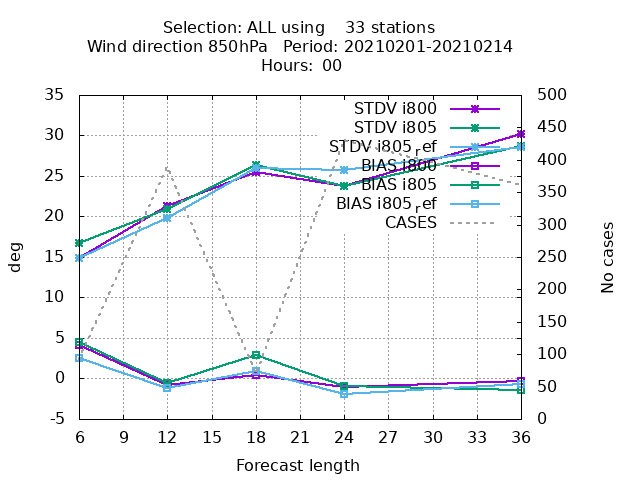 Selection: ALL using 33 stations
Wind direction 850hPa Period: 20210201-20210214
Hours: 00
35
30
25
20
15
10
5
0
-5
500
450
400
350
300
250
200
150
100
50
0
STDV i800
STDV i805
STDV i805ref
BIAS i800
BIAS i805
BIAS i805ref
CASES
deg
No cases
6 9 12 15 18 21 24 27 30 33 36
Forecast length